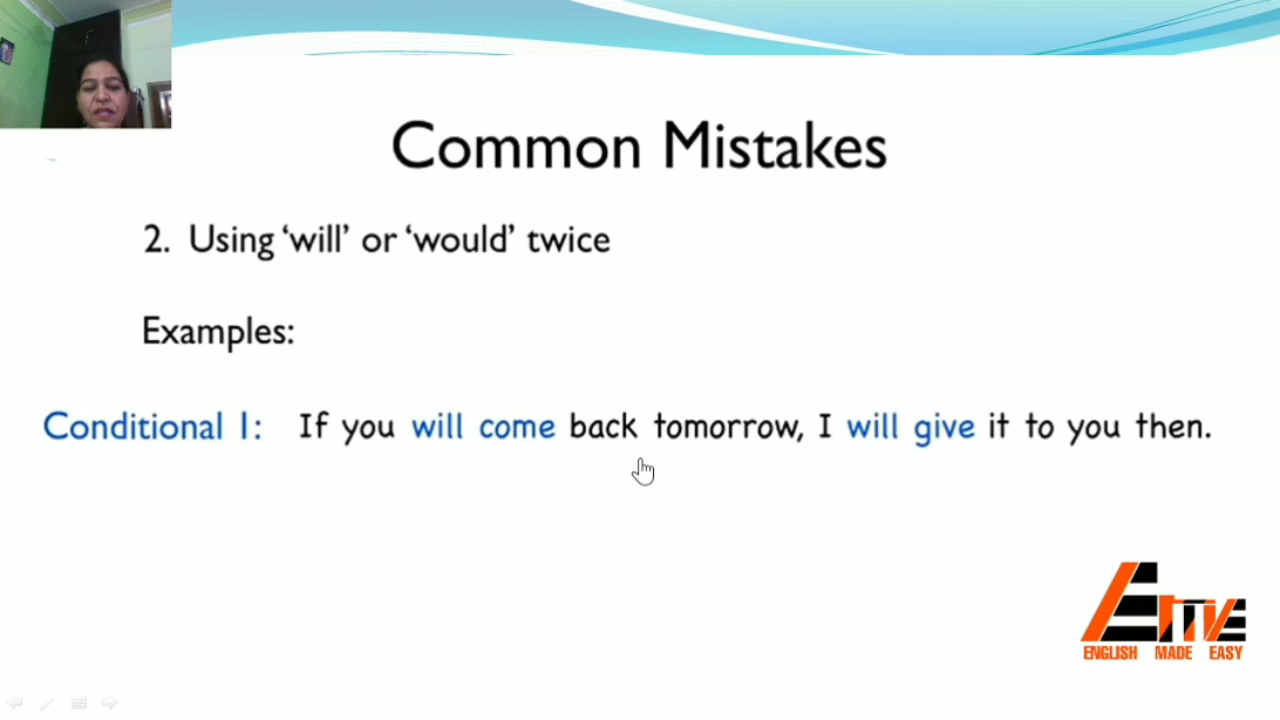 Common Mistakes
2. Using ‘will’ or ‘would’ twice
Examples:
Conditional 1: If you will come back tomorrow, I will give it to you then.
EME
ENGLISH MADE EASY